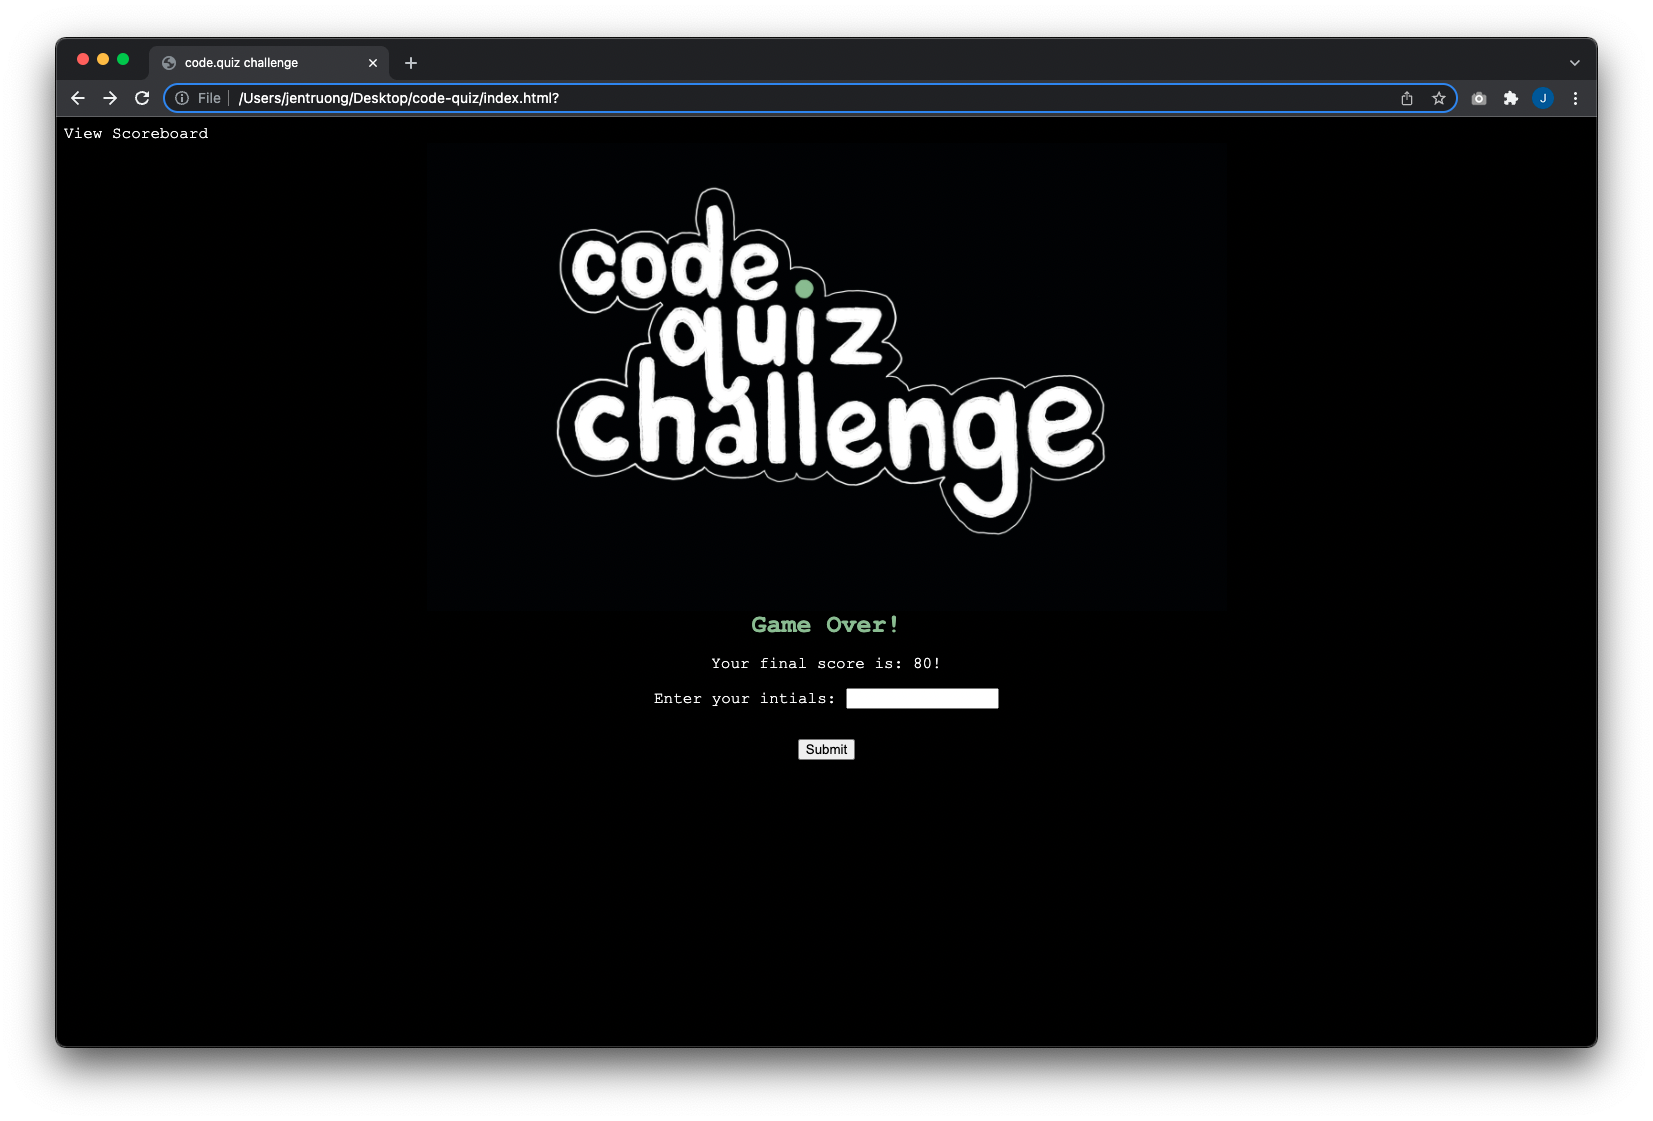 code.quiz challenge
File
/Users/jentruong/Desktop/code-quiz/index.html?
J
View Scoreboard
code.
quiz
challenge
Game Over!
Your final score is: 80!
Enter your intials:
Submit